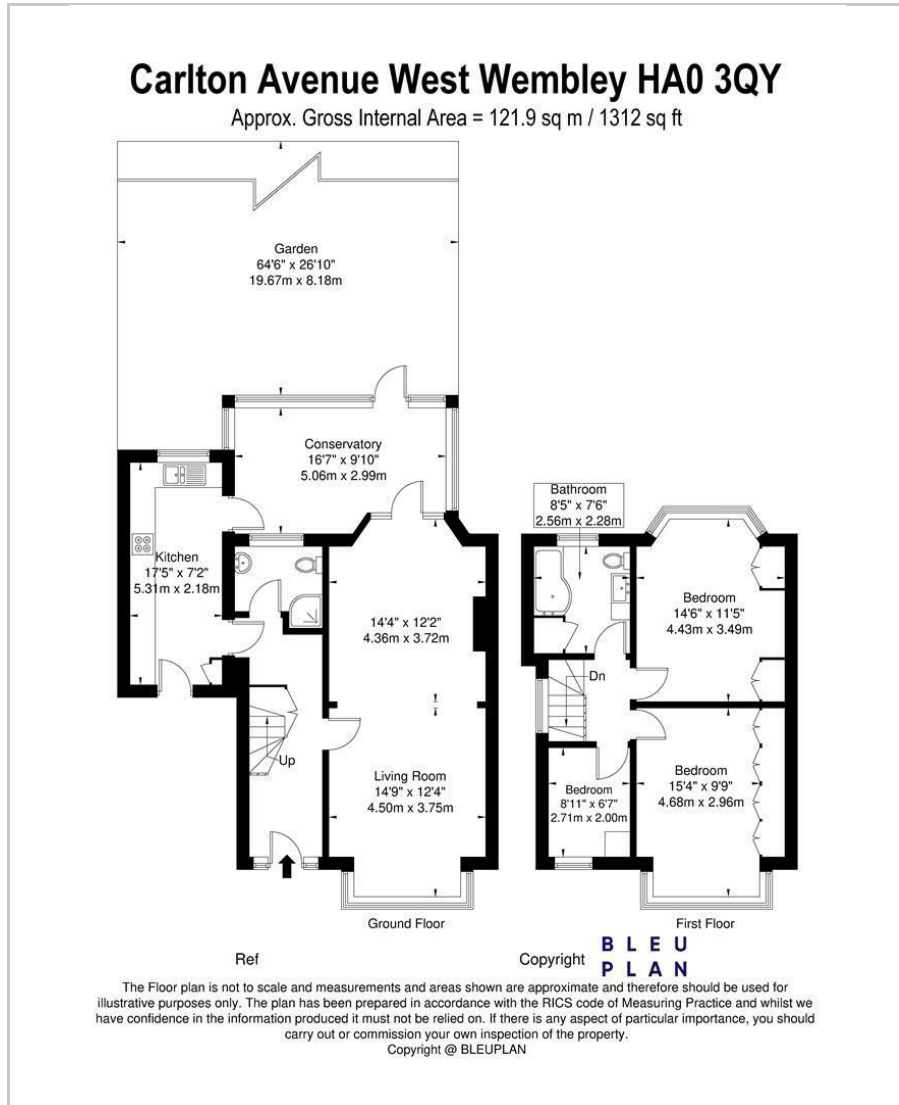 Carlton Avenue West Wembley HA0 3QY
Approx. Gross Internal Area = 121.9 sq m / 1312 sq ft
Garden
64'6" x 26'10"
19.67m x 8.18m
Conservatory
16'7" x 9'10"
5.06m x 2.99m
Kitchen
17'5" x 7'2"
5.31m x 2.18m
14'4" x 12'2"
4.36m x 3.72m
Up
Living Room
14'9" x 12'4"
4.50m x 3.75m
Ground Floor
Bathroom
8'5" x 7'6"
2.56m x 2.28m
Bedroom
14'6" x 11'5"
4.43m x 3.49m
Dn
Bedroom
8'11" x 6'7"
2.71m x 2.00m
Bedroom
15'4" x 9'9"
4.68m x 2.96m
First Floor
Ref
Copyright
BLEU
PLAN
The Floor plan is not to scale and measurements and areas shown are approximate and therefore should be used for
illustrative purposes only. The plan has been prepared in accordance with the RICS code of Measuring Practice and whilst we
have confidence in the information produced it must not be relied on. If there is any aspect of particular importance, you should
carry out or commission your own inspection of the property.
Copyright @ BLEUPLAN